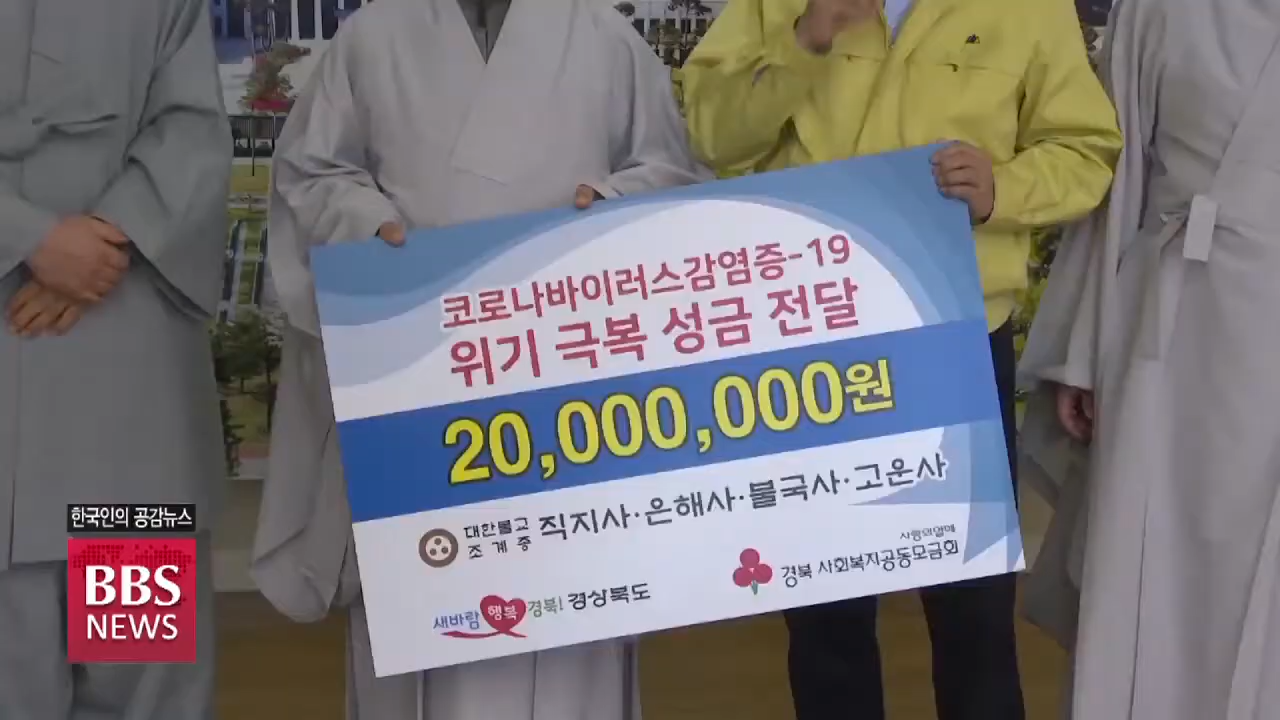 코로나바이러스감염증-19
위기 극복 성금 전달
20,000,000원
대한불교
조계종
직지사·은해사·불국사·고운사
새바람 행복 경북! 경상북도
사랑의열매
경북 사회복지공동모금회
한국인의 공감뉴스
BBS
NEWS